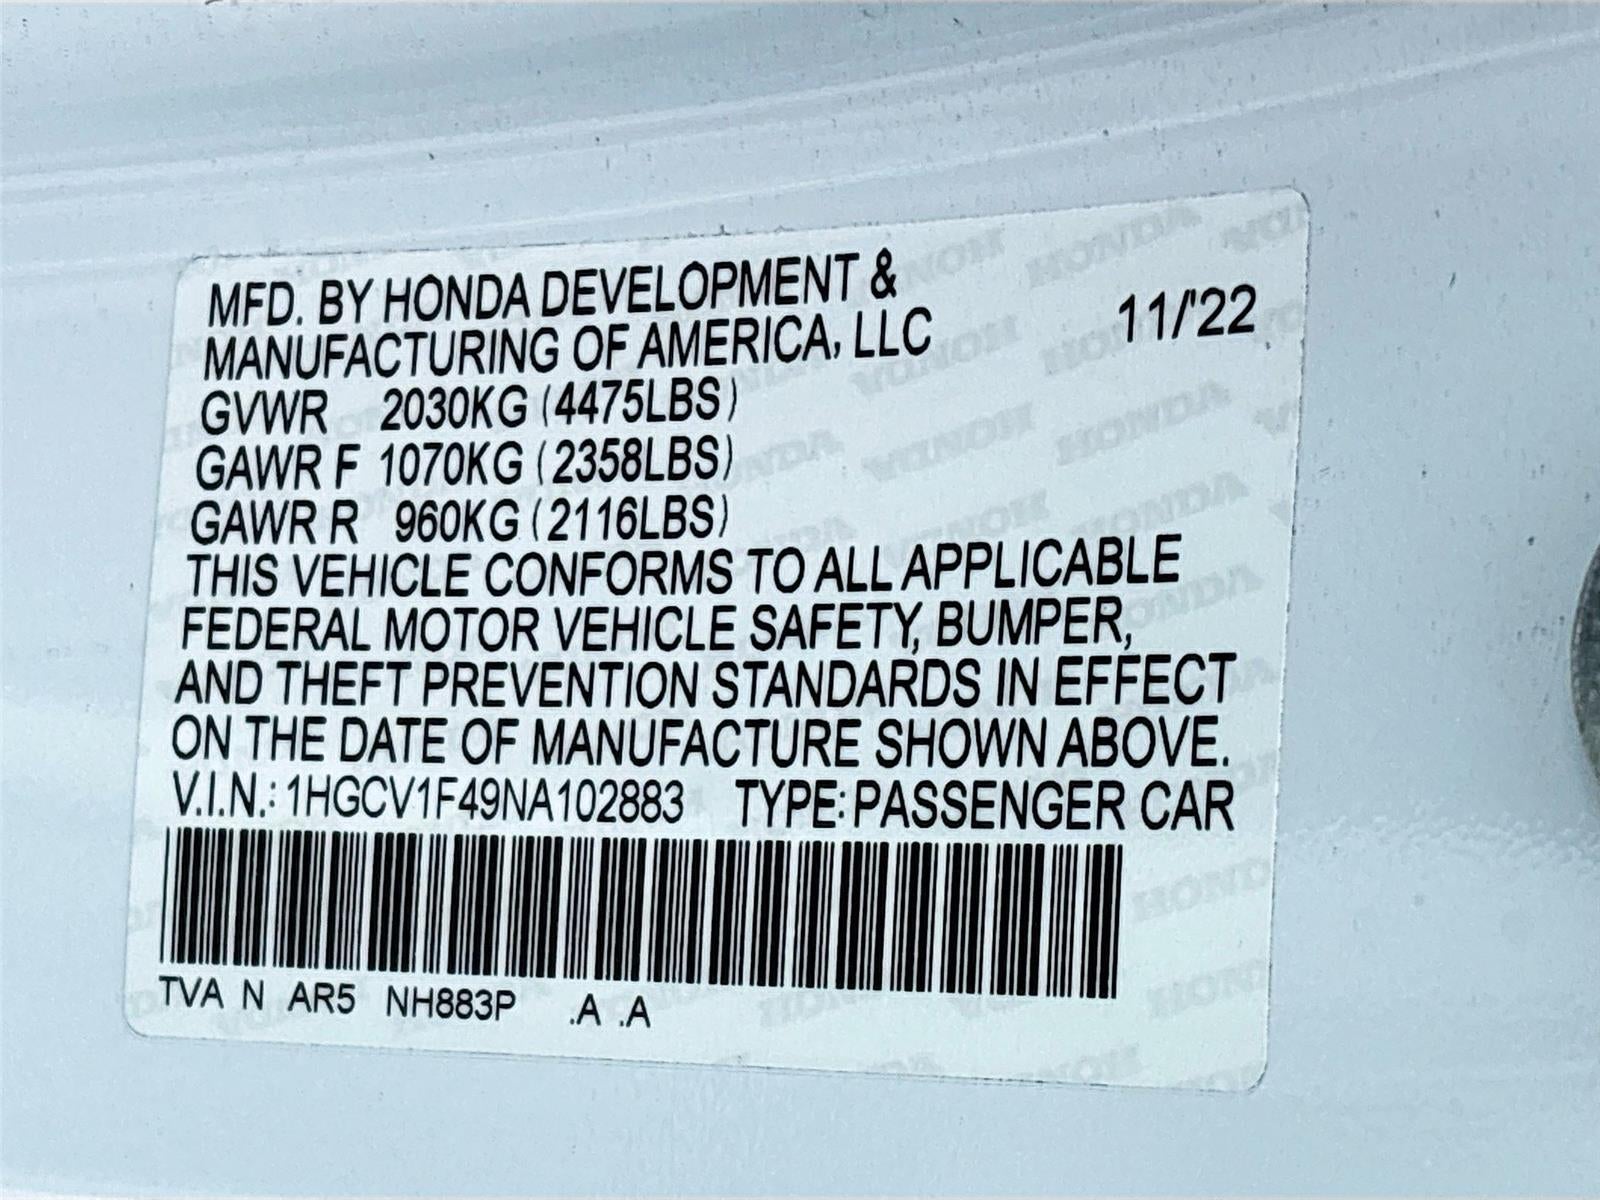 MFD. BY HONDA DEVELOPMENT &
MANUFACTURING OF AMERICA, LLC 11/'22
GVWR 2030KG (4475LBS)
GAWR F 1070KG (2358LBS)
GAWR R 960KG (2116LBS)
THIS VEHICLE CONFORMS TO ALL APPLICABLE
FEDERAL MOTOR VEHICLE SAFETY, BUMPER,
AND THEFT PREVENTION STANDARDS IN EFFECT
ON THE DATE OF MANUFACTURE SHOWN ABOVE.
V.I.N.: 1HGCV1F49NA102883 TYPE: PASSENGER CAR
TVA N AR5 NH883P .A .A